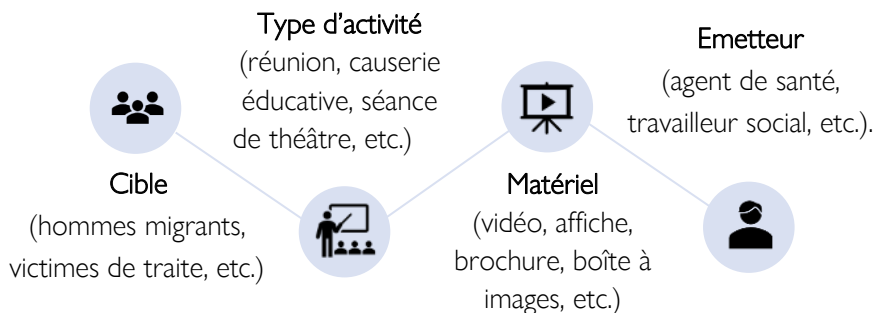 Type d'activité
(réunion, causerie
éducative, séance
de théâtre, etc.)
Emetteur
(agent de santé,
travailleur social, etc.).
Cible
(hommes migrants,
victimes de traite, etc.)
Matériel
(vidéo, affiche,
brochure, boîte à
images, etc.)